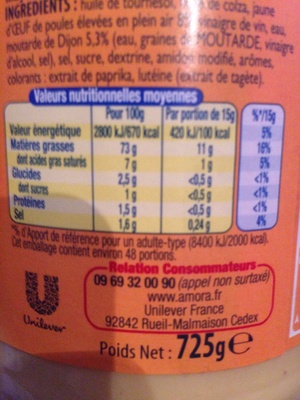 INGRÉDIENTS : huile de tournesol, de colza, jaune
d'ŒUF de poules élevées en plein air 8% vinaigre de vin, eau,
moutarde de Dijon 5,3% (eau, graines de MOUTARDE, vinaigre
d'alcool, sel), sel, sucre, dextrine, amidon modifié, arômes,
colorants : extrait de paprika, lutéine (extrait de tagète).
Valeurs nutritionnelles moyennes
Pour 100g Par portion de 15g %*/15g
Valeur énergétique 2800 kJ/670 kcal 420 kJ/100 kcal 5%
Matières grasses 73 g 11 g 16%
dont acides gras saturés 7g 1g 5%
Glucides 2,5 g <0,5 g <1%
dont sucres 1 g <0,5 g <1%
Protéines 1,5 g <0,5 g <1%
Sel 1,6 g 0,24 g 4%
*% d'Apport de référence pour un adulte-type (8400 kJ/2000 kcal).
Cet emballage contient environ 48 portions.
Relation Consommateurs
09 69 32 00 90 (appel non surtaxé)
www.amora.fr
Unilever France
92842 Rueil-Malmaison Cedex
Unilever
Poids Net : 725g e